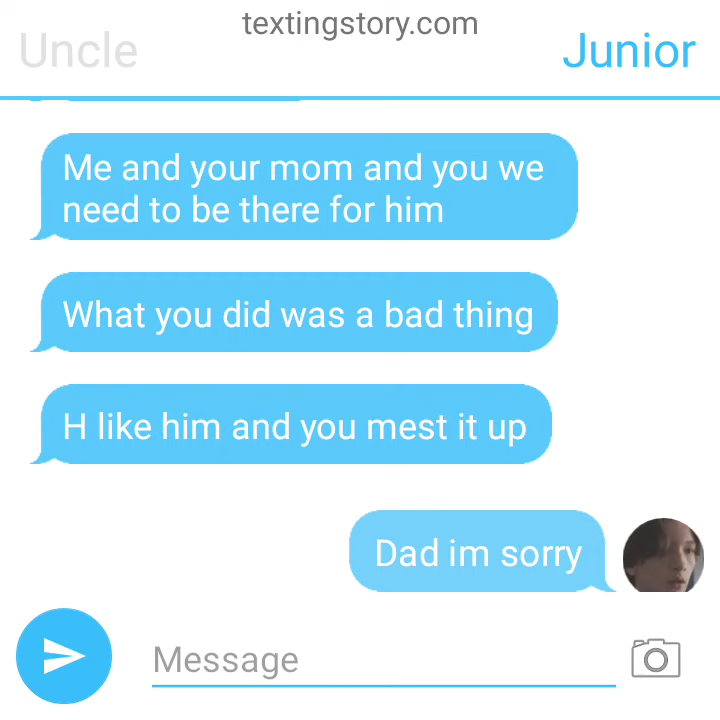 textingstory.com
Uncle
Junior
Me and your mom and you we
need to be there for him
What you did was a bad thing
H like him and you mest it up
Dad im sorry
Message